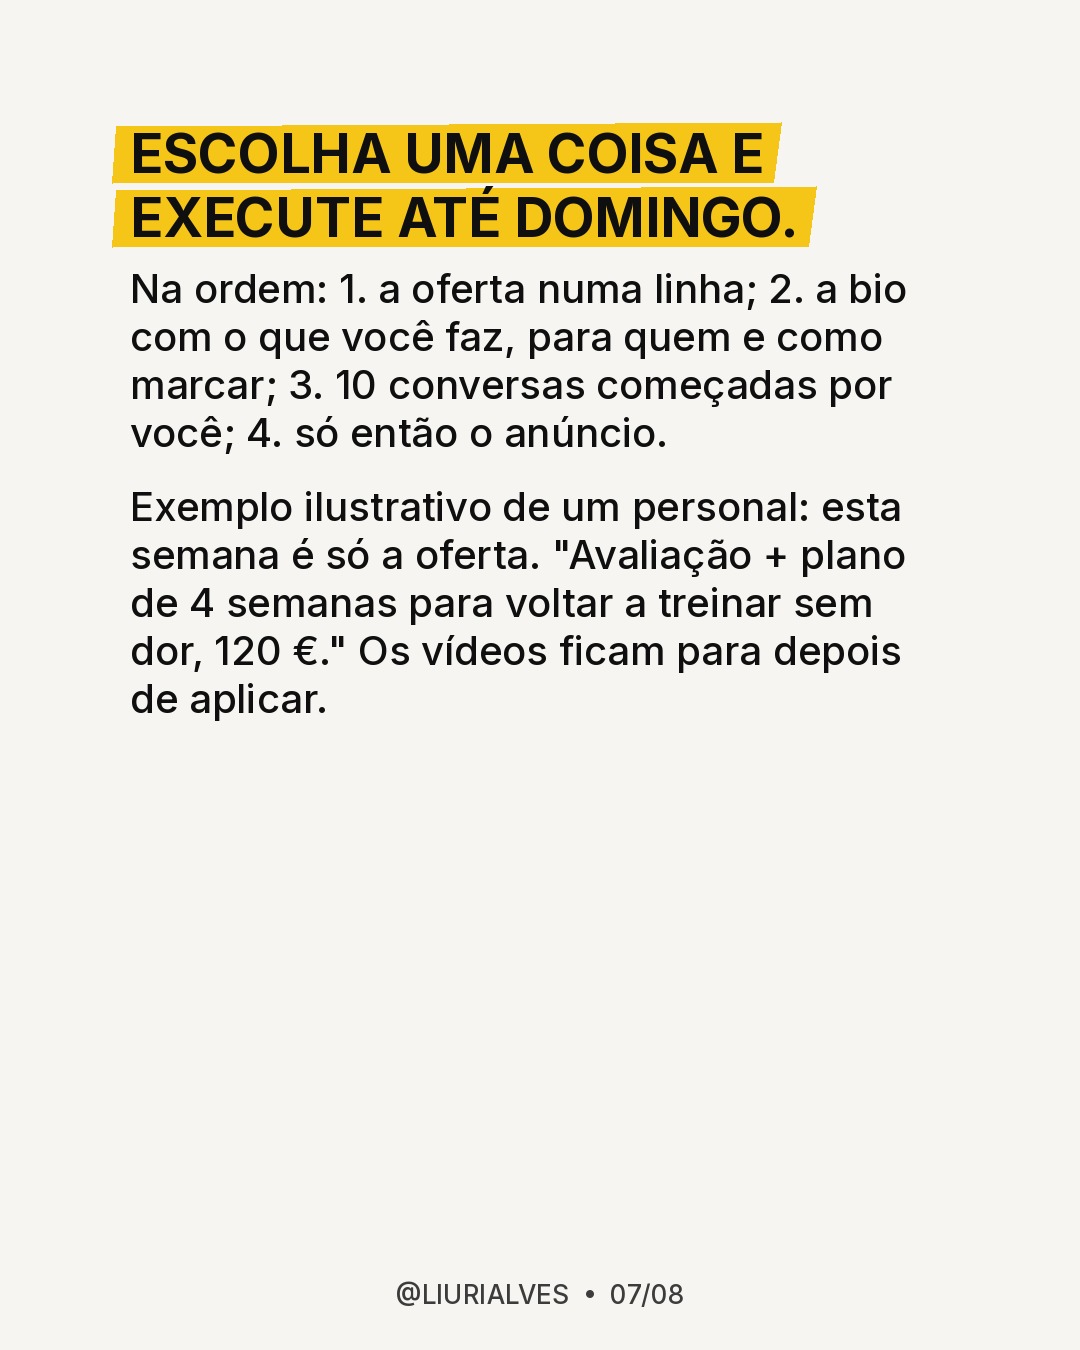 ESCOLHA UMA COISA E
EXECUTE ATÉ DOMINGO.
Na ordem: 1. a oferta numa linha; 2. a bio
com o que você faz, para quem e como
marcar; 3. 10 conversas começadas por
você; 4. só então o anúncio.
Exemplo ilustrativo de um personal: esta
semana é só a oferta. "Avaliação + plano
de 4 semanas para voltar a treinar sem
dor, 120 €." Os vídeos ficam para depois
de aplicar.
@LIURIALVES • 07/08